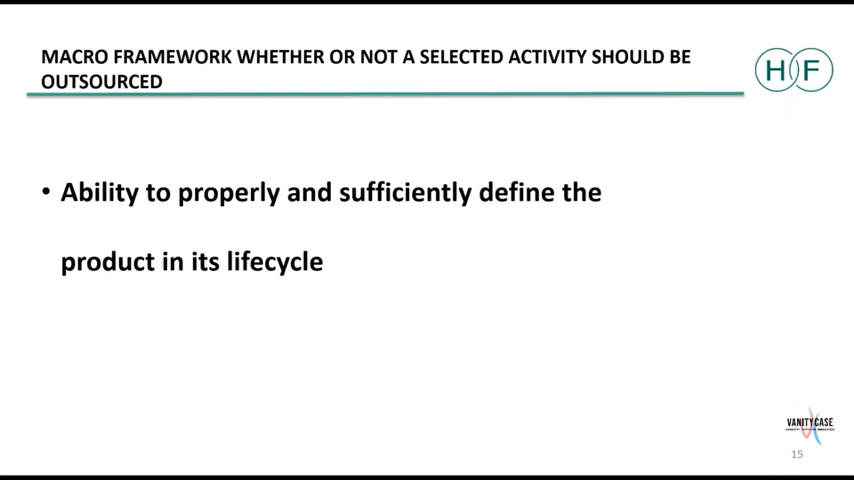 MACRO FRAMEWORK WHETHER OR NOT A SELECTED ACTIVITY SHOULD BE
OUTSOURCED
H F
• Ability to properly and sufficiently define the
product in its lifecycle
VANITYCASE
15